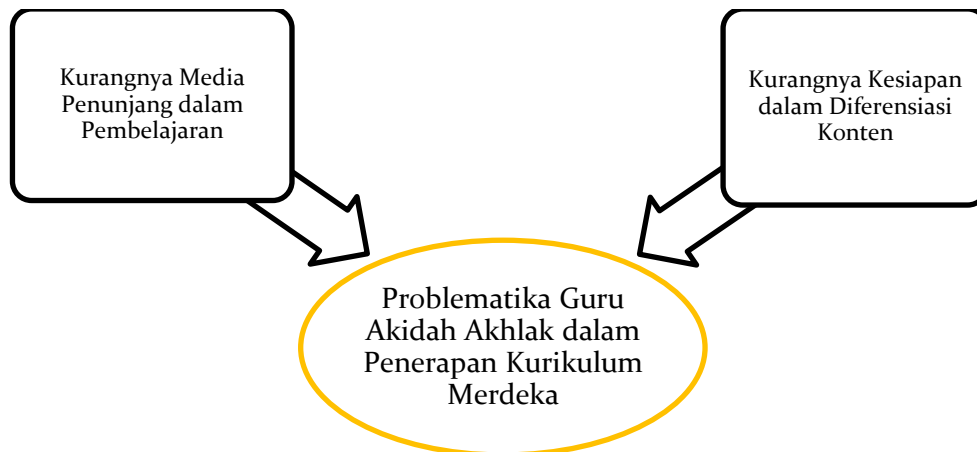 Kurangnya Media
Penunjang dalam
Pembelajaran
Kurangnya Kesiapan
dalam Diferensiasi
Konten
Problematika Guru
Akidah Akhlak dalam
Penerapan Kurikulum
Merdeka